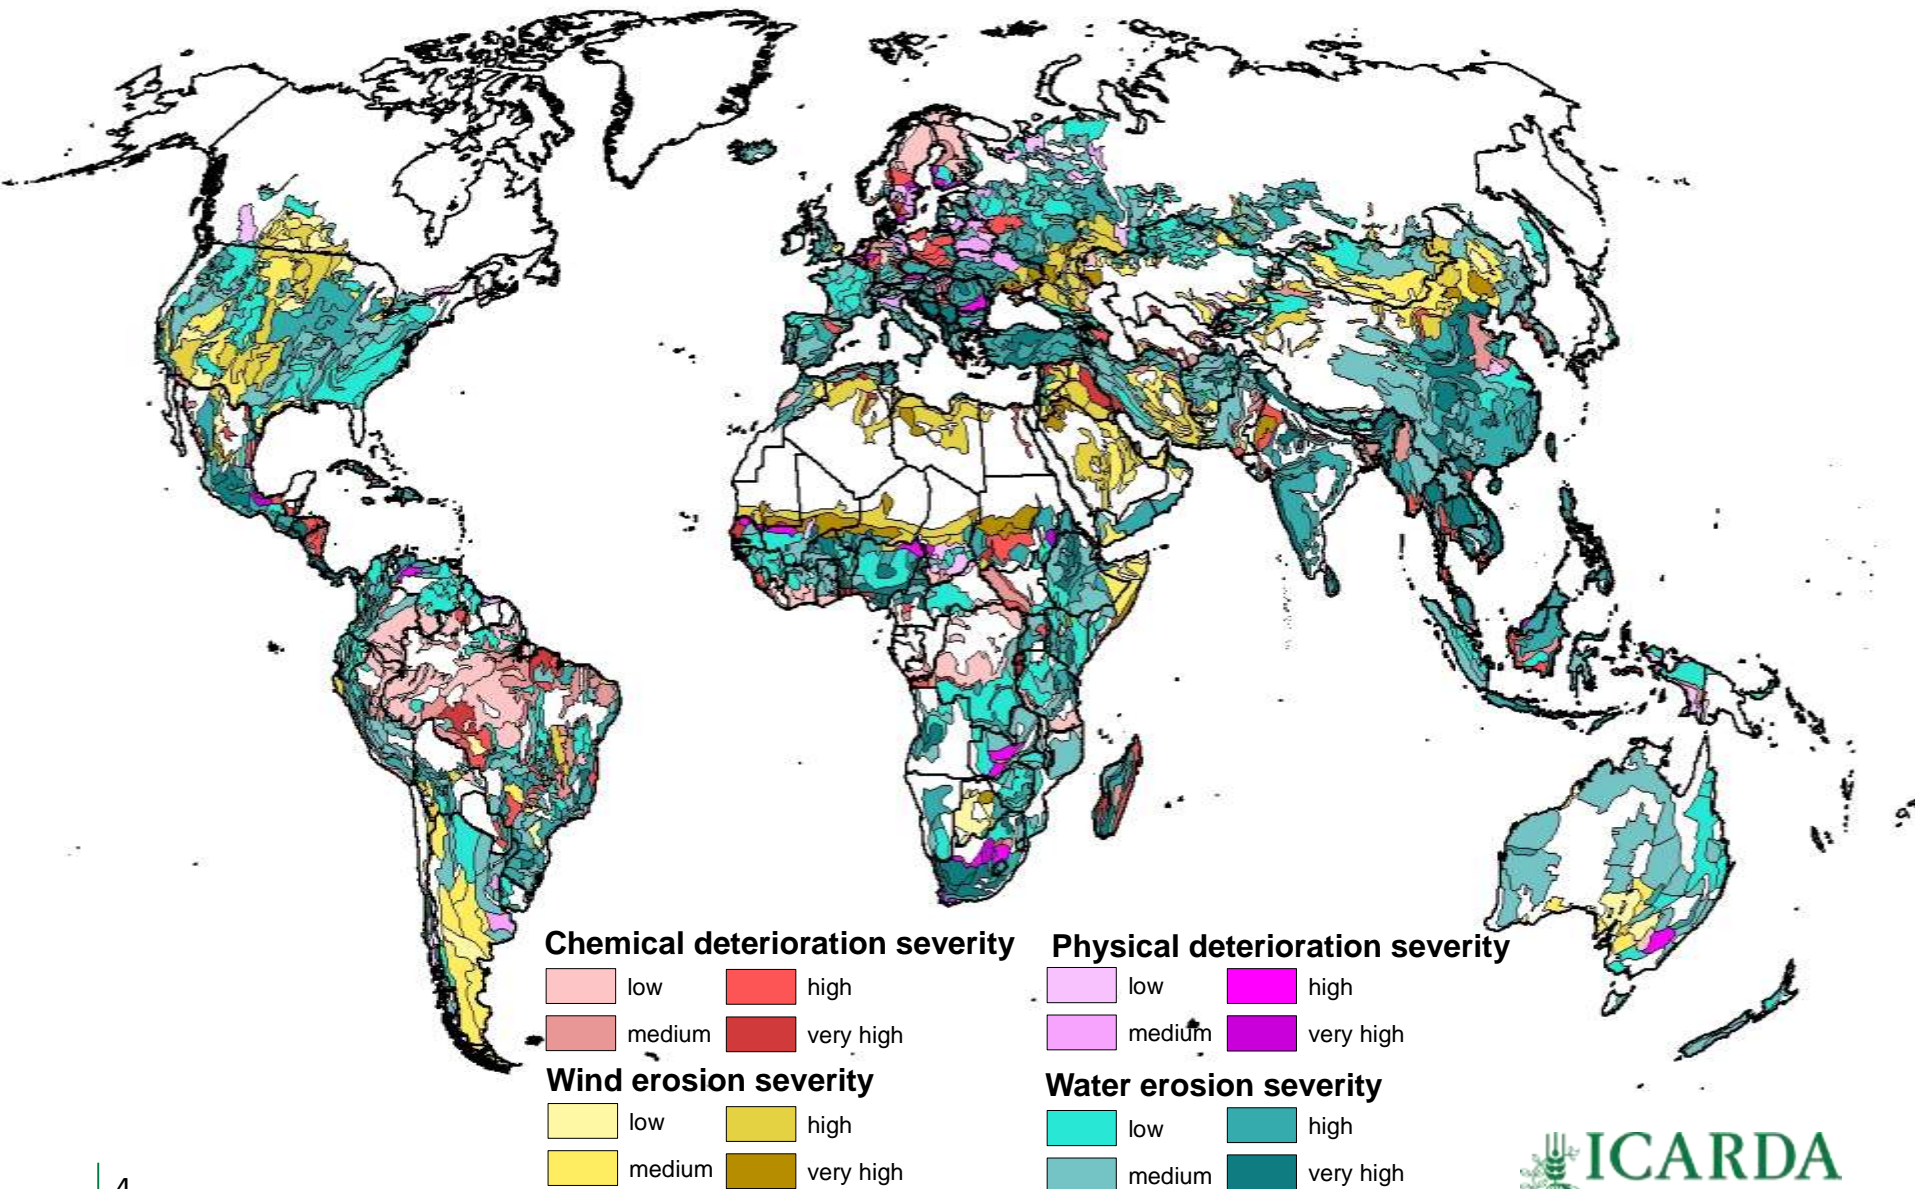 Chemical deterioration severity
low
high
medium
very high
Physical deterioration severity
low
high
medium
very high
Wind erosion severity
low
high
medium
very high
Water erosion severity
low
high
medium
very high
4
ICARDA